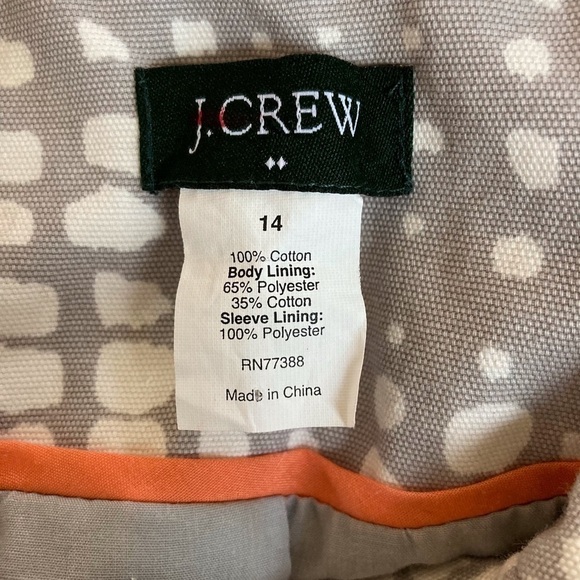 J.CREW
14
100% Cotton
Body Lining:
65% Polyester
35% Cotton
Sleeve Lining:
100% Polyester
RN77388
Made in China